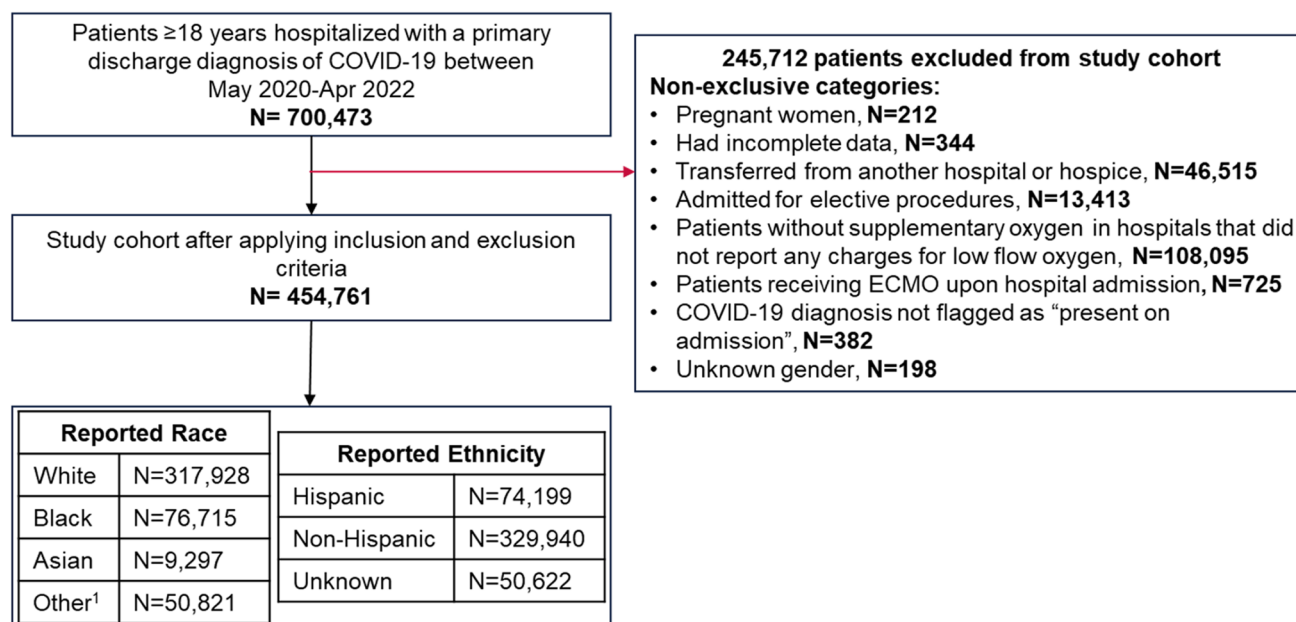 Patients ≥18 years hospitalized with a primary
discharge diagnosis of COVID-19 between
May 2020-Apr 2022
N= 700,473
245,712 patients excluded from study cohort
Non-exclusive categories:
• Pregnant women, N=212
• Had incomplete data, N=344
• Transferred from another hospital or hospice, N=46,515
• Admitted for elective procedures, N=13,413
• Patients without supplementary oxygen in hospitals that did
not report any charges for low flow oxygen, N=108,095
• Patients receiving ECMO upon hospital admission, N=725
• COVID-19 diagnosis not flagged as “present on
admission”, N=382
• Unknown gender, N=198
Study cohort after applying inclusion and exclusion
criteria
N= 454,761
Reported Race
White N=317,928
Black N=76,715
Asian N=9,297
Other¹ N=50,821
Reported Ethnicity
Hispanic N=74,199
Non-Hispanic N=329,940
Unknown N=50,622